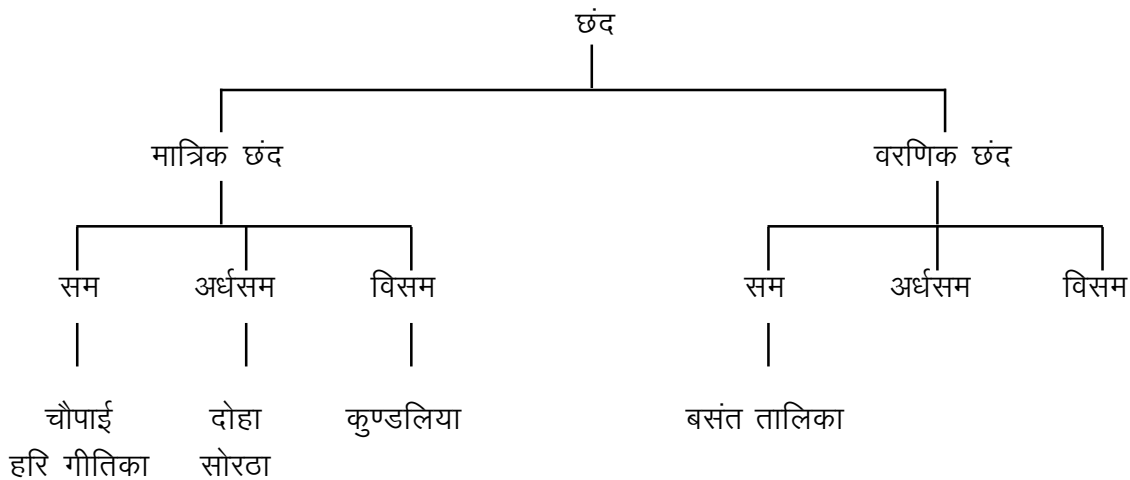 छंद
मात्रिक छंद वरणिक छंद
सम अर्धसम विसम सम अर्धसम विसम
चौपाई दोहा कुण्डलिया बसंत तालिका
हरि गीतिका सोरठा